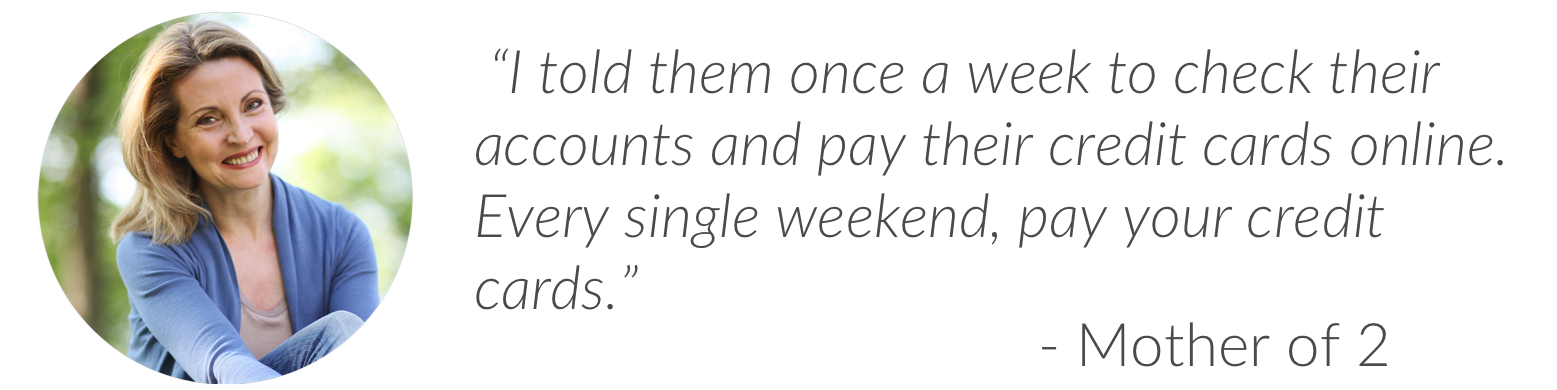 “I told them once a week to check their
accounts and pay their credit cards online.
Every single weekend, pay your credit
cards.”
- Mother of 2